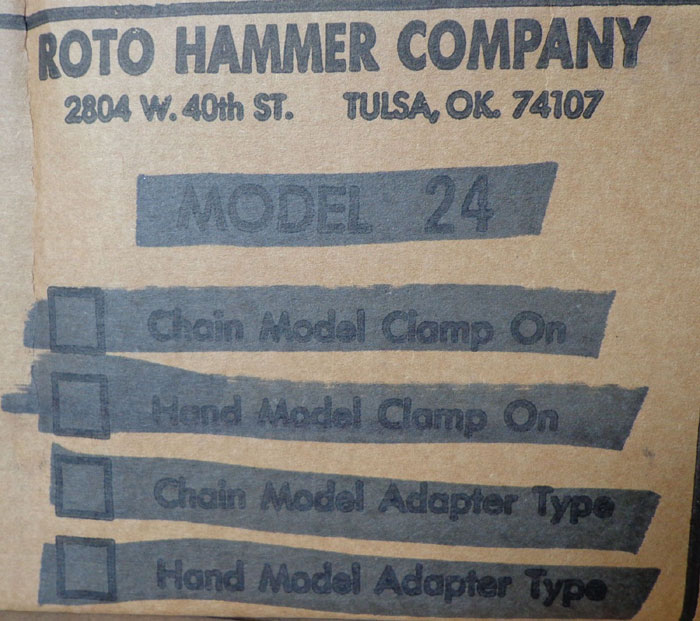 ROTO HAMMER COMPANY
2804 W. 40th ST. TULSA, OK. 74107
MODEL 24
Chain Model Clamp On
Hand Model Clamp On
Chain Model Adapter Type
Hand Model Adapter Type